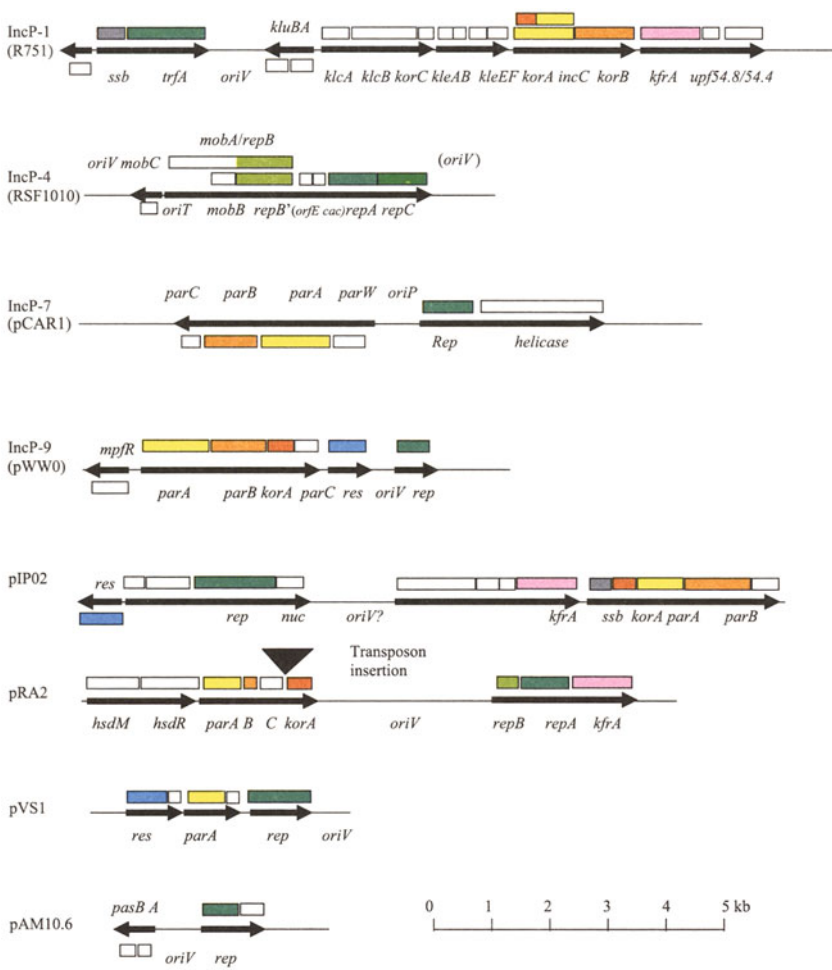 IncP-1
(R751)
kluBA
ssb trfA oriV klcA klcB korC kleAB kleEF korA incC korB kfrA upf54.8/54.4
mobA/repB
IncP-4
(RSF1010)
oriV mobC (oriV)
oriT mobB repB' (orfE cac) repA repC
IncP-7
(pCAR1)
parC parB parA parW oriP
Rep helicase
IncP-9
(pWW0)
mpfR
parA parB korA parC res oriV rep
pIP02
res
rep nuc oriV? kfrA ssb korA parA parB
Transposon
insertion
pRA2
hsdM hsdR parA B C korA oriV repB repA kfrA
pVS1
res parA rep oriV
pAM10.6
pasB A
oriV rep
0 1 2 3 4 5 kb